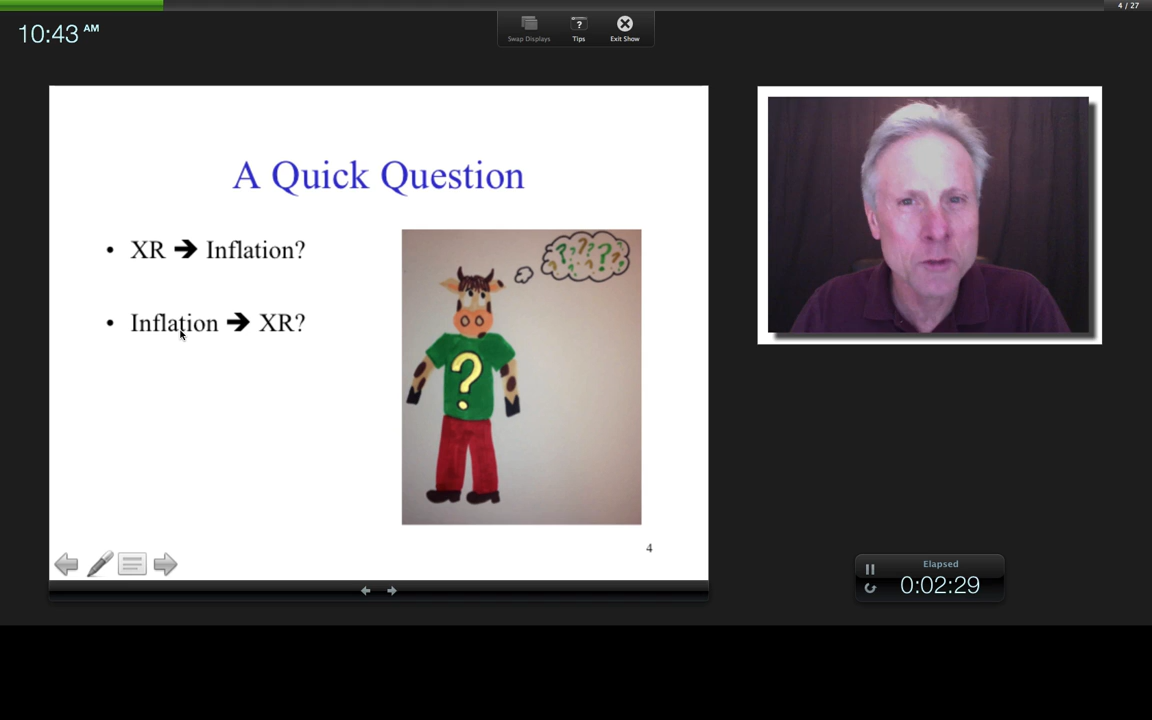 4 / 27
10:43 AM
Swap Displays
Tips
Exit Show
A Quick Question
• XR ➔ Inflation?
• Inflation ➔ XR?
? ? ? ? ?
?
4
Elapsed
0:02:29